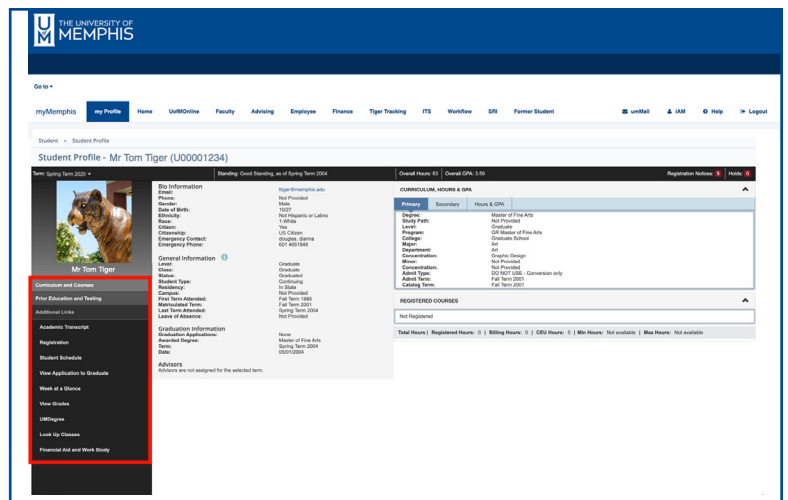 THE UNIVERSITY OF
MEMPHIS
Go to
myMemphis my Profile Home UofMOnline Faculty Advising Employee Finance Tiger Tracking ITS Workflow SRI Former Student umMail iAM Help Logout
Student Student Profile
Student Profile - Mr Tom Tiger (U00001234)
Term: Spring Term 2020 Standing: Good Standing, as of Spring Term 2004 Overall Hours: 63 Overall GPA: 3.59 Registration Notices: 5 Holds: 0
Mr Tom Tiger
Curriculum and Courses
Prior Education and Testing
Additional Links
Academic Transcript
Registration
Student Schedule
View Application to Graduate
Week at a Glance
View Grades
UMDegree
Look Up Classes
Financial Aid and Work Study
Bio Information
Email: ttiger@memphis.edu
Phone: Not Provided
Gender: Male
Date of Birth: 10/27
Ethnicity: Not Hispanic or Latino
Race: 1-White
Citizen: Yes
Citizenship: US Citizen
Emergency Contact: douglas, dianna
Emergency Phone: 601 4651848
General Information
Level: Graduate
Class: Graduate
Status: Graduated
Student Type: Continuing
Residency: In State
Campus: Not Provided
First Term Attended: Fall Term 1995
Matriculated Term: Fall Term 2001
Last Term Attended: Spring Term 2004
Leave of Absence: Not Provided
Graduation Information
Graduation Applications: None
Awarded Degree: Master of Fine Arts
Term: Spring Term 2004
Date: 05/01/2004
Advisors
Advisors are not assigned for the selected term.
CURRICULUM, HOURS & GPA
Primary Secondary Hours & GPA
Degree: Master of Fine Arts
Study Path: Not Provided
Level: Graduate
Program: GR Master of Fine Arts
College: Graduate School
Major: Art
Department: Art
Concentration: Graphic Design
Minor: Not Provided
Concentration: Not Provided
Admit Type: DO NOT USE - Conversion only
Admit Term: Fall Term 2001
Catalog Term: Fall Term 2001
REGISTERED COURSES
Not Registered
Total Hours | Registered Hours: 0 | Billing Hours: 0 | CEU Hours: 0 | Min Hours: Not available | Max Hours: Not available